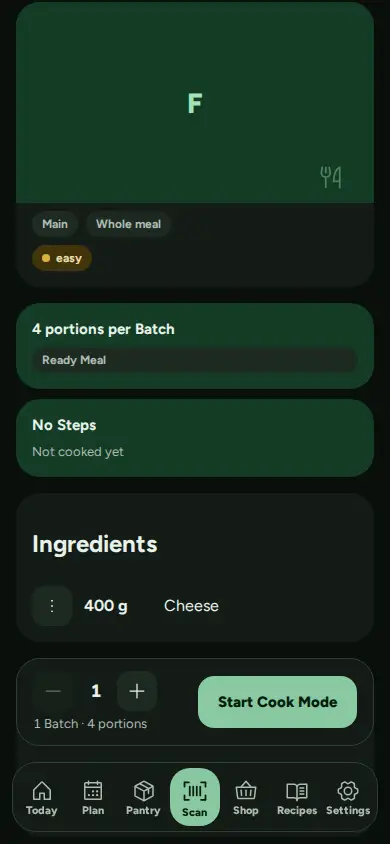 F
Main Whole meal
easy
4 portions per Batch
Ready Meal
No Steps
Not cooked yet
Ingredients
400 g Cheese
1
Start Cook Mode
1 Batch · 4 portions
Today Plan Pantry Scan Shop Recipes Settings